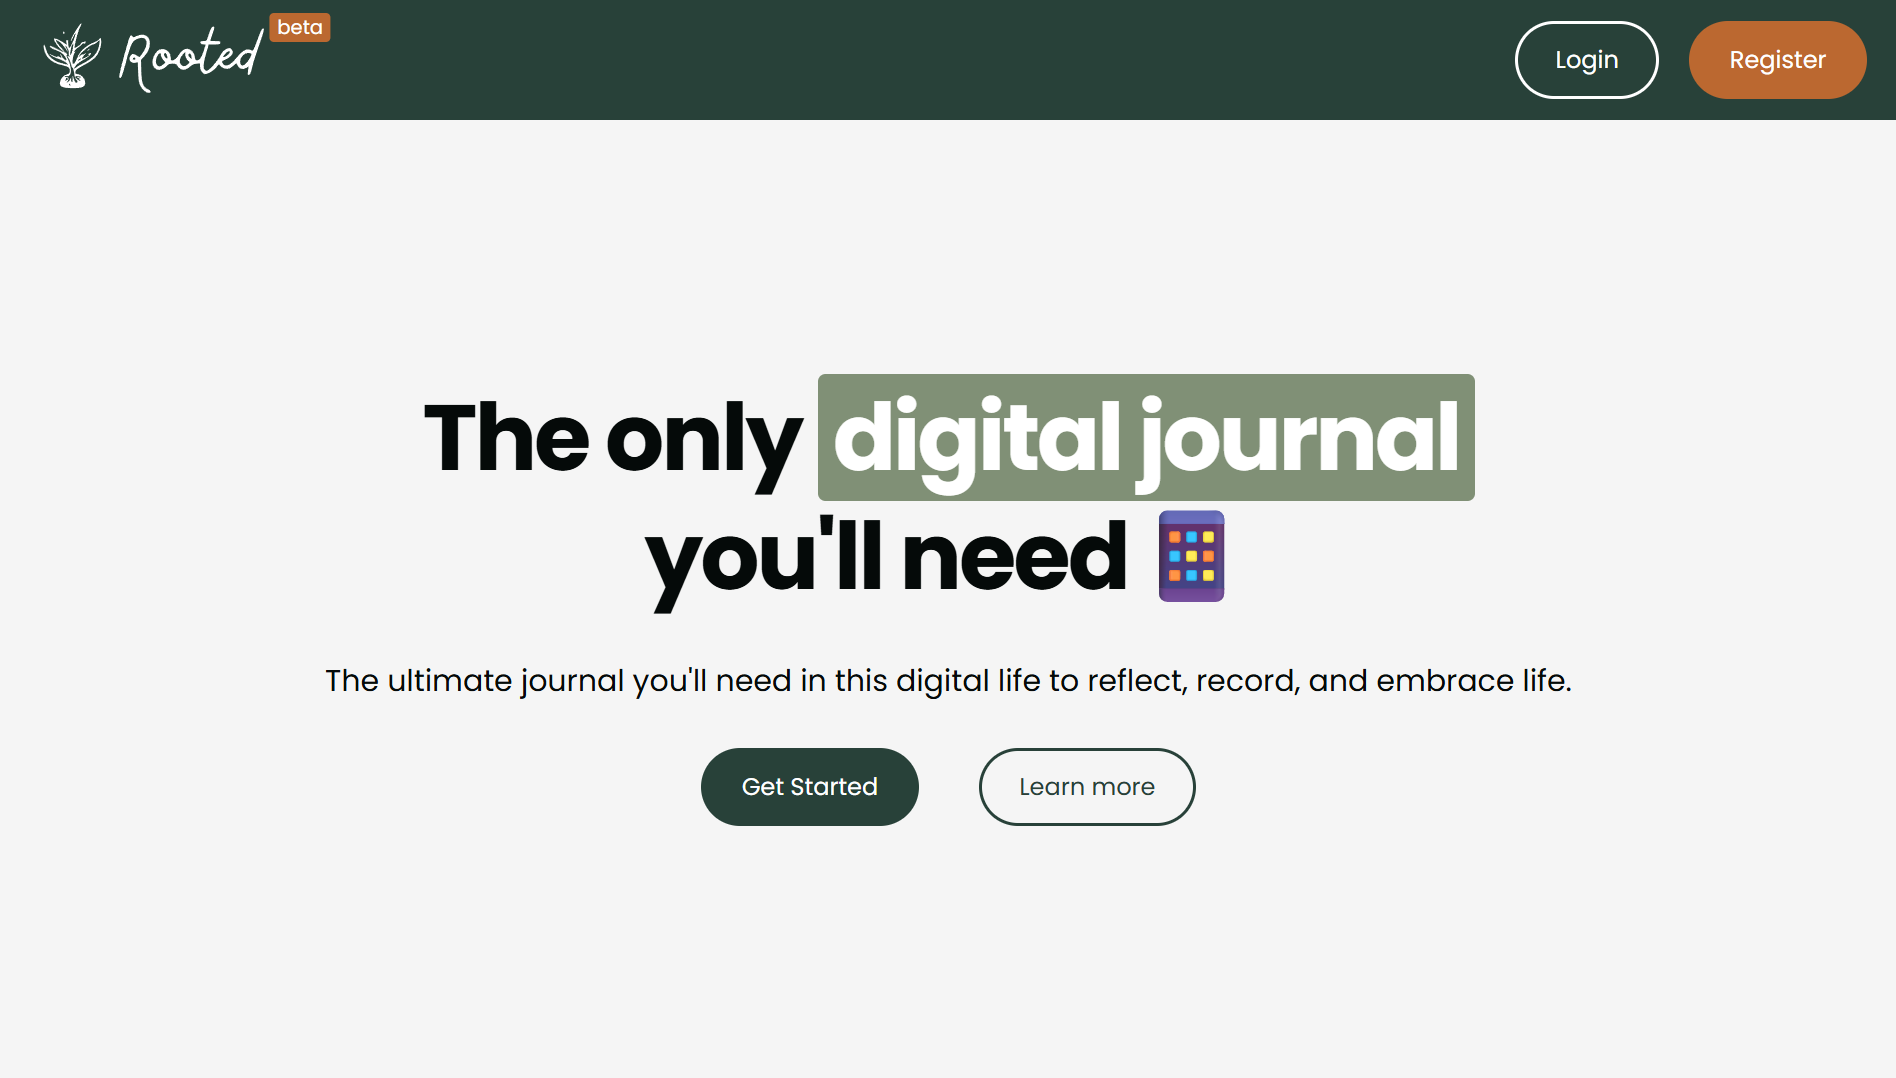 Rooted beta
Login
Register
The only digital journal
you'll need
The ultimate journal you'll need in this digital life to reflect, record, and embrace life.
Get Started
Learn more